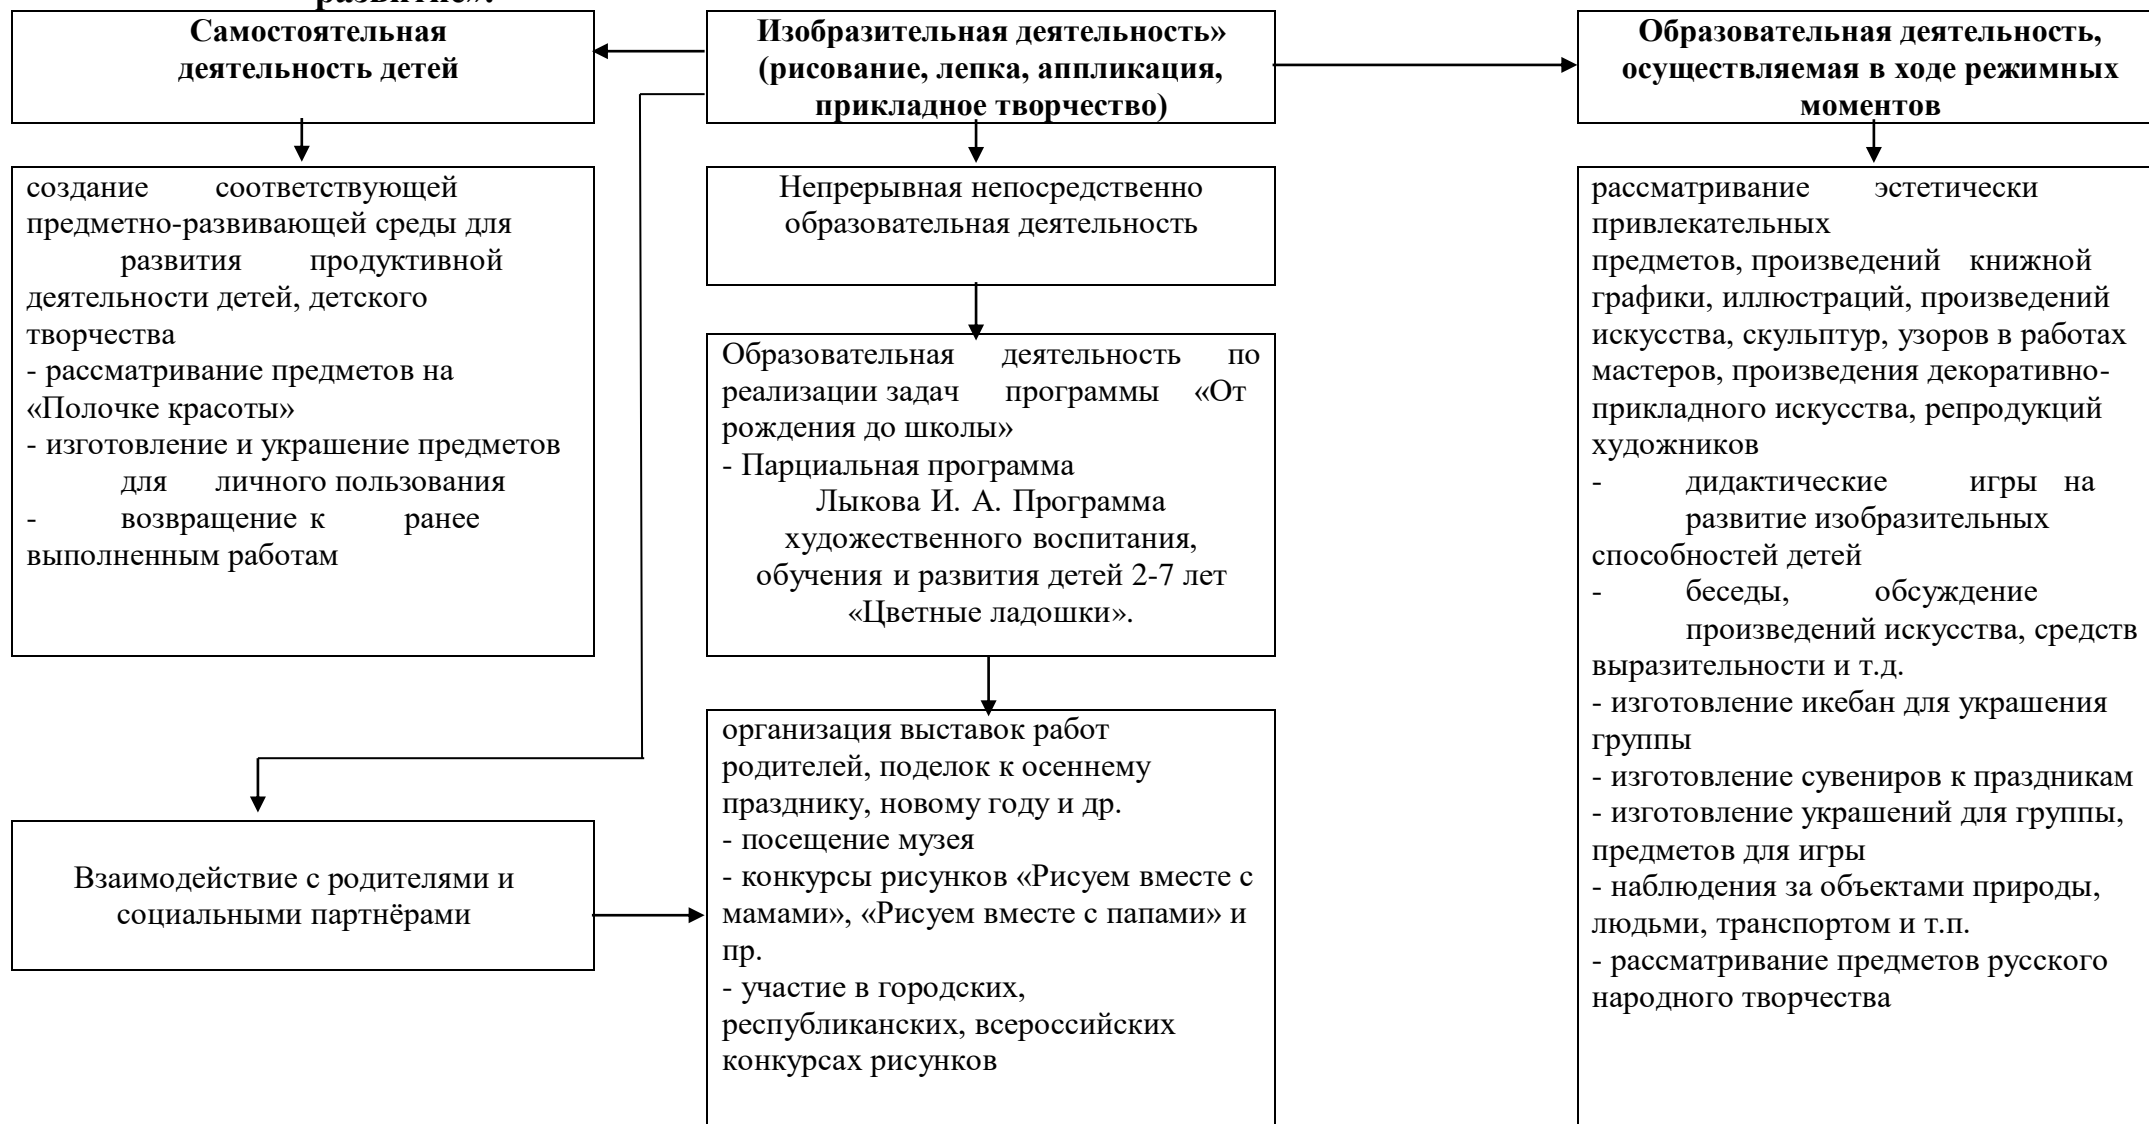 развитие».
Самостоятельная
деятельность детей
Изобразительная деятельность»
(рисование, лепка, аппликация,
прикладное творчество)
Образовательная деятельность,
осуществляемая в ходе режимных
моментов
создание соответствующей
предметно-развивающей среды для
развития продуктивной
деятельности детей, детского
творчества
- рассматривание предметов на
«Полочке красоты»
- изготовление и украшение предметов
для личного пользования
- возвращение к ранее
выполненным работам
Непрерывная непосредственно
образовательная деятельность
Образовательная деятельность по
реализации задач программы «От
рождения до школы»
- Парциальная программа
Лыкова И. А. Программа
художественного воспитания,
обучения и развития детей 2-7 лет
«Цветные ладошки».
рассматривание эстетически
привлекательных
предметов, произведений книжной
графики, иллюстраций, произведений
искусства, скульптур, узоров в работах
мастеров, произведения декоративно-
прикладного искусства, репродукций
художников
- дидактические игры на
развитие изобразительных
способностей детей
- беседы, обсуждение
произведений искусства, средств
выразительности и т.д.
- изготовление икебан для украшения
группы
- изготовление сувениров к праздникам
- изготовление украшений для группы,
предметов для игры
- наблюдения за объектами природы,
людьми, транспортом и т.п.
- рассматривание предметов русского
народного творчества
Взаимодействие с родителями и
социальными партнёрами
организация выставок работ
родителей, поделок к осеннему
празднику, новому году и др.
- посещение музея
- конкурсы рисунков «Рисуем вместе с
мамами», «Рисуем вместе с папами» и
пр.
- участие в городских,
республиканских, всероссийских
конкурсах рисунков